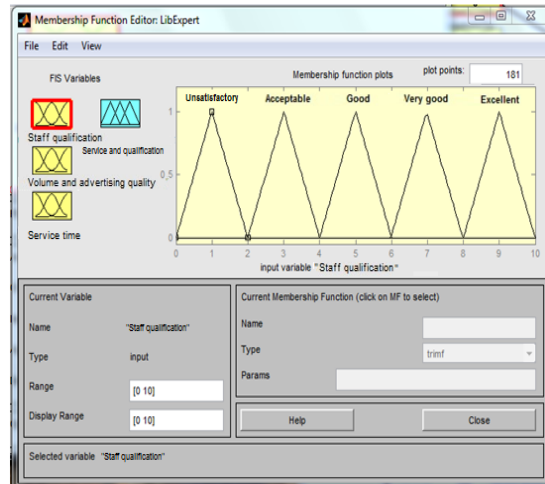 Membership Function Editor: LibExpert
File Edit View
FIS Variables
Membership function plots
plot points:
181
Unsatisfactory Acceptable Good Very good Excellent
Staff qualification
Service and qualification
Volume and advertising quality
Service time
1
0,5
0
0 1 2 3 4 5 6 7 8 9 10
input variable "Staff qualification"
Current Variable
Name "Staff qualification"
Type input
Range [0 10]
Display Range [0 10]
Current Membership Function (click on MF to select)
Name
Type trimf
Params
Help Close
Selected variable "Staff qualification"